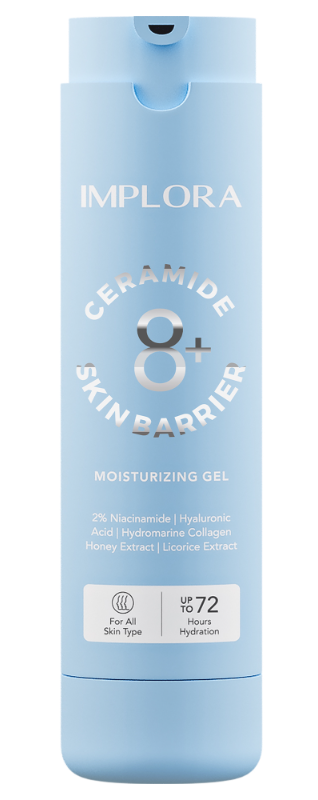 IMPLORA
CERAMIDE
8+
SKIN BARRIER
MOISTURIZING GEL
2% Niacinamide | Hyaluronic
Acid | Hydromarine Collagen
Honey Extract | Licorice Extract
For All
Skin Type
UP TO 72
Hours
Hydration